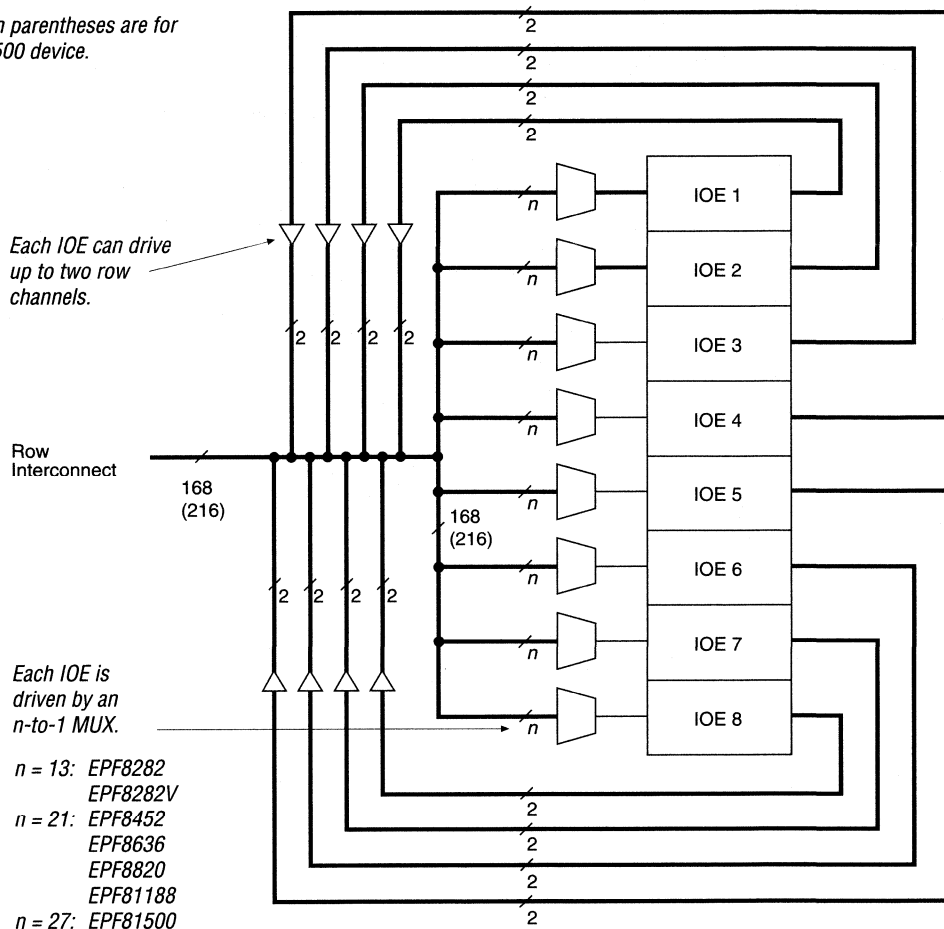 n parentheses are for
500 device.
2
2
2
2
n
IOE 1
Each IOE can drive
up to two row
channels.
n
IOE 2
2
2
2
2
n
IOE 3
n
IOE 4
Row
Interconnect
168
(216)
n
IOE 5
168
(216)
n
IOE 6
2
2
2
2
n
IOE 7
Each IOE is
driven by an
n-to-1 MUX.
n
IOE 8
n = 13: EPF8282
EPF8282V
n = 21: EPF8452
EPF8636
EPF8820
EPF81188
n = 27: EPF81500
2
2
2
2